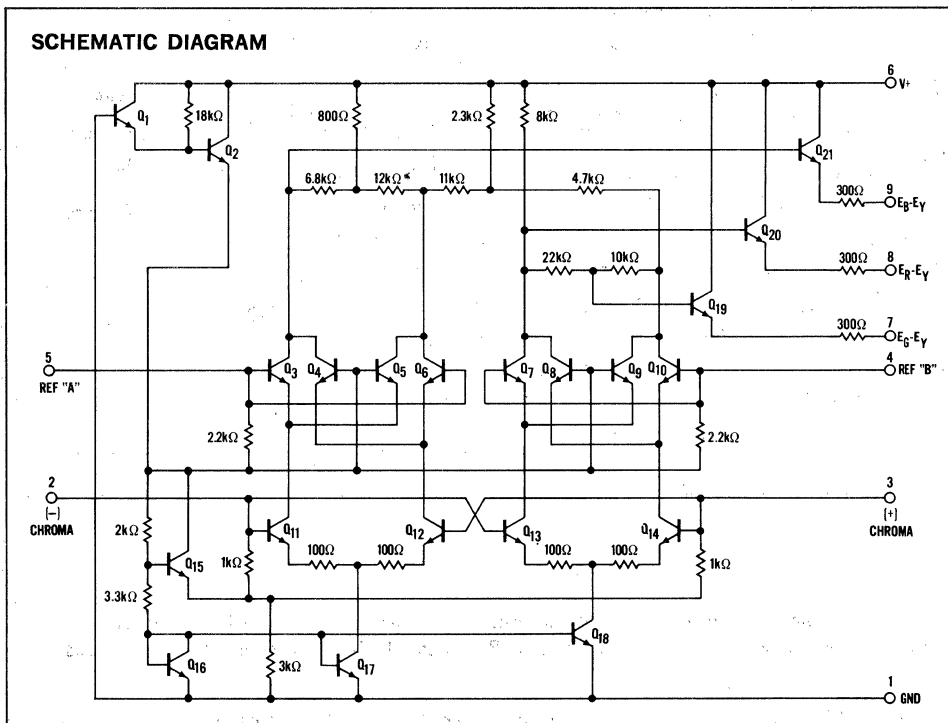 SCHEMATIC DIAGRAM
6
V+
Q1
18kΩ
Q2
800Ω
2.3kΩ
8kΩ
Q21
6.8kΩ
12kΩ
11kΩ
4.7kΩ
300Ω
9
EB-EY
Q20
22kΩ
10kΩ
300Ω
8
ER-EY
Q19
300Ω
7
EG-EY
5
REF "A"
Q3
Q4
Q5
Q6
Q7
Q8
Q9
Q10
4
REF "B"
2.2kΩ
2.2kΩ
2
(-)
CHROMA
3
(+)
CHROMA
2kΩ
Q11
Q12
Q13
Q14
Q15
1kΩ
100Ω
100Ω
100Ω
100Ω
1kΩ
3.3kΩ
Q16
3kΩ
Q17
Q18
1
GND